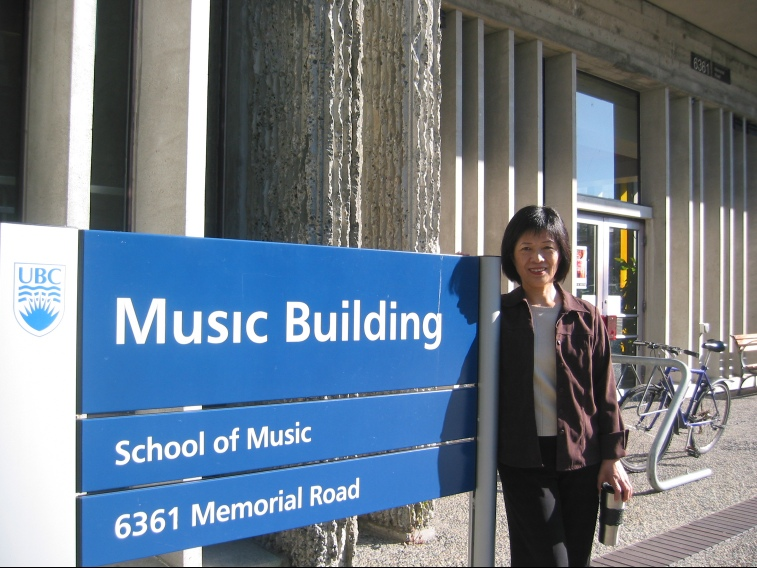 6361
UBC
Music Building
School of Music
6361 Memorial Road